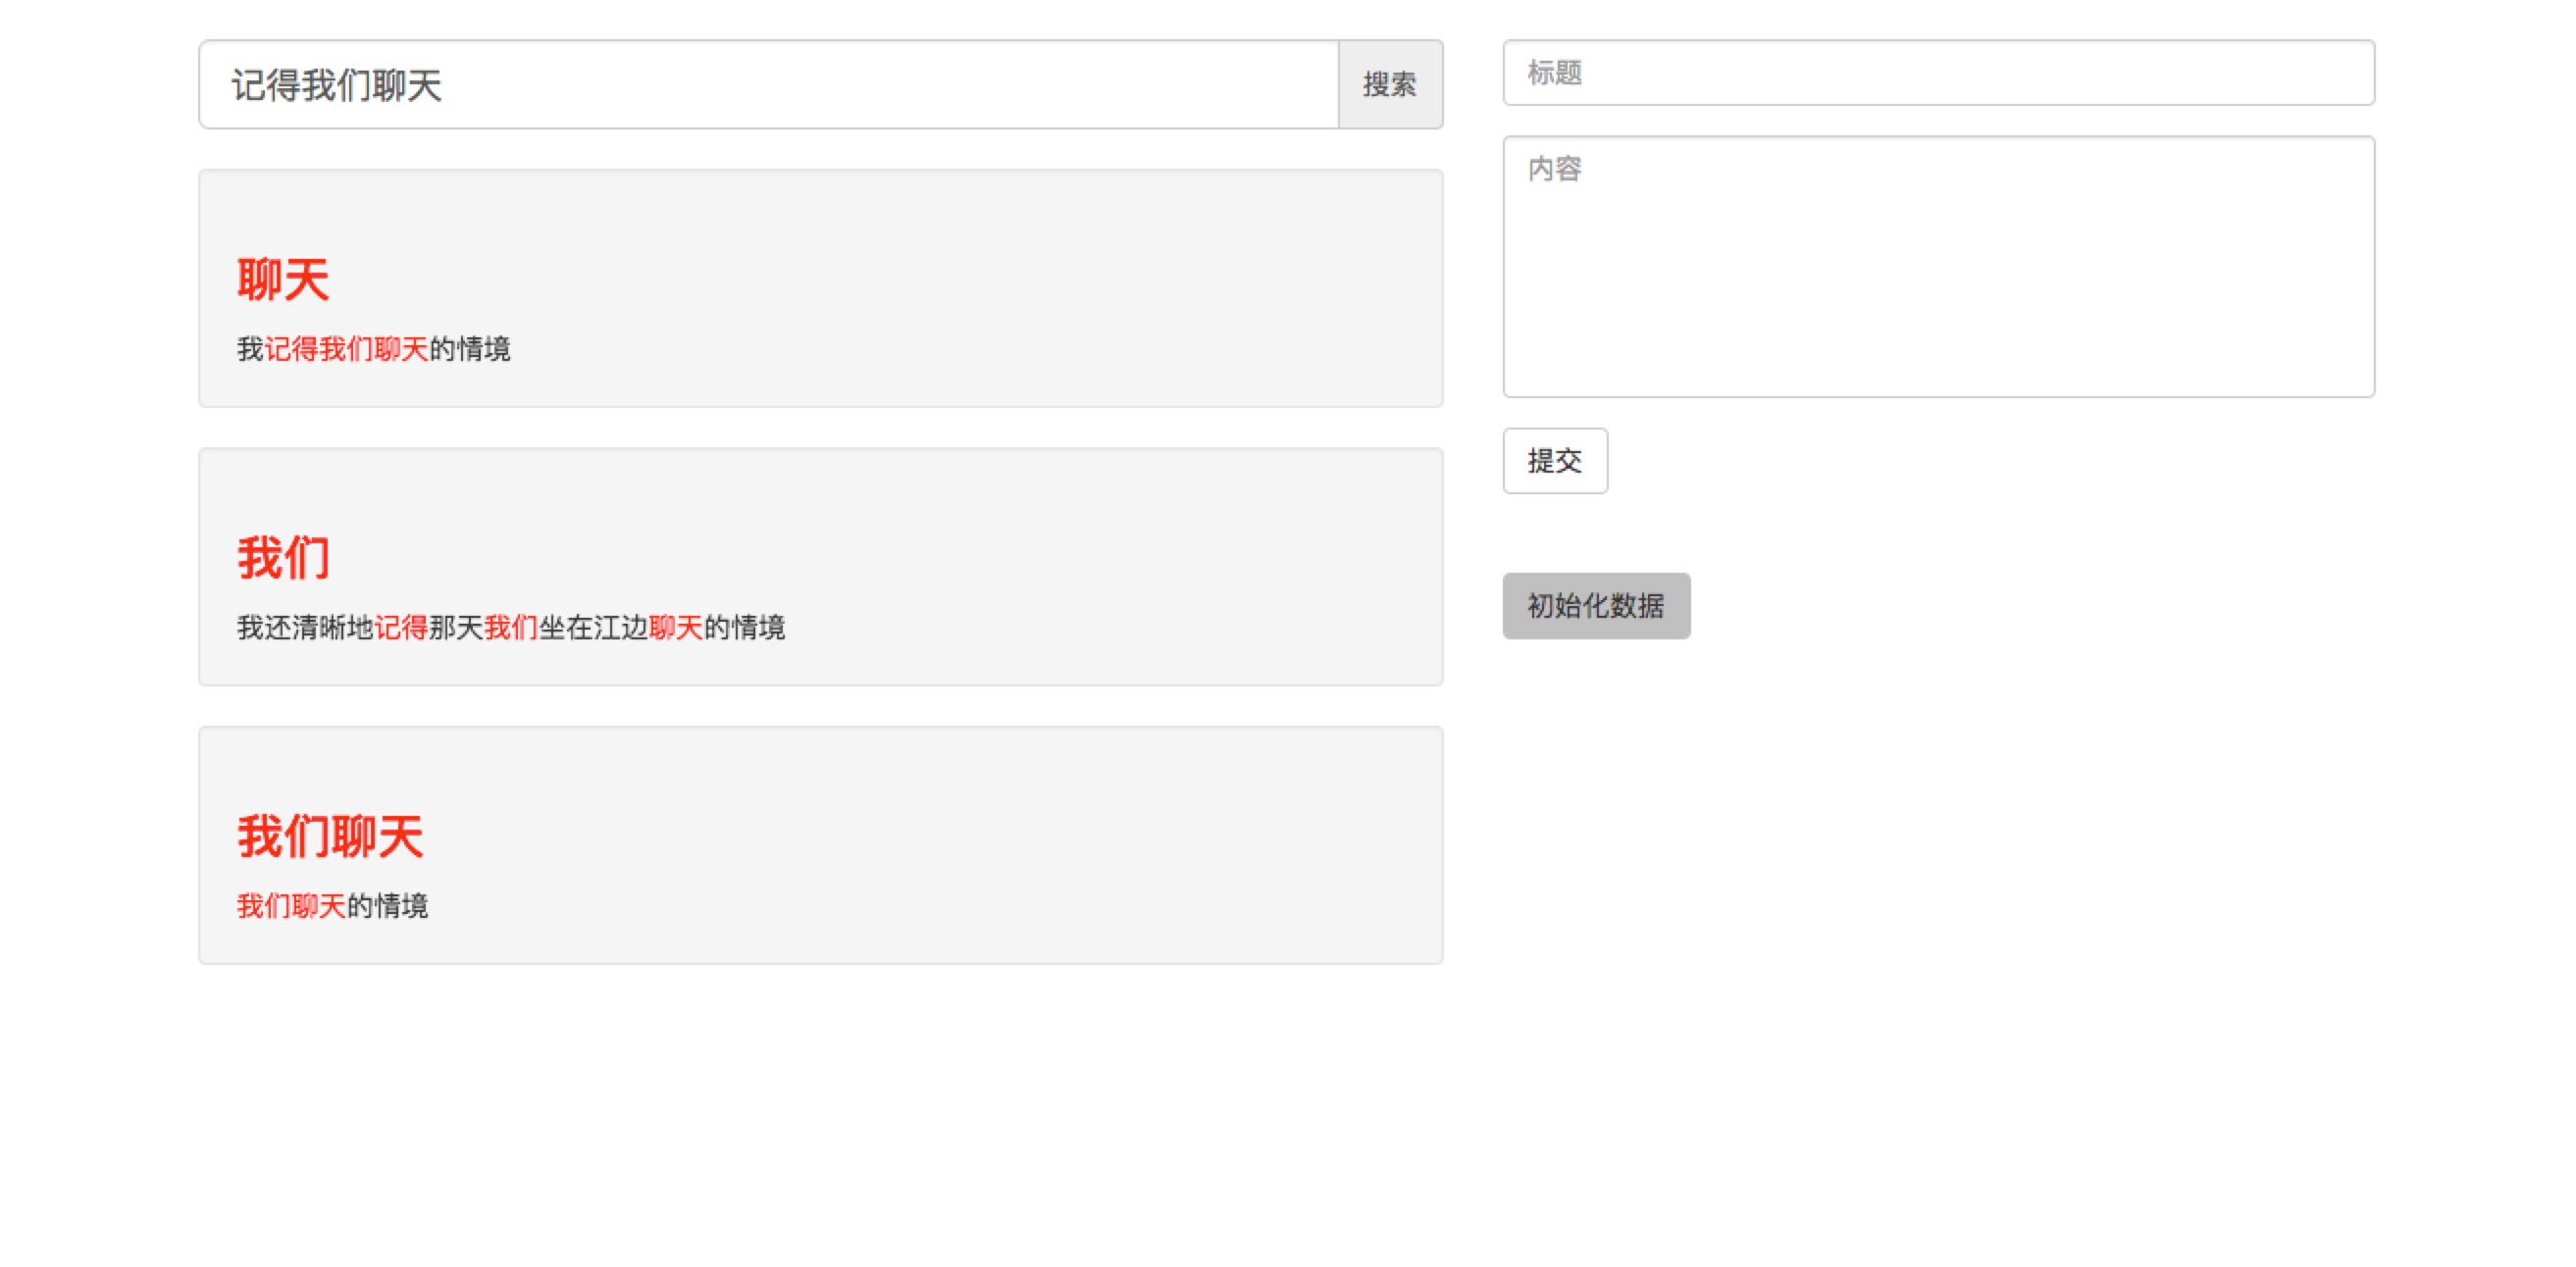 记得我们聊天
搜索
聊天
我记得我们聊天的情境
我们
我还清晰地记得那天我们坐在江边聊天的情境
我们聊天
我们聊天的情境
标题
内容
提交
初始化数据